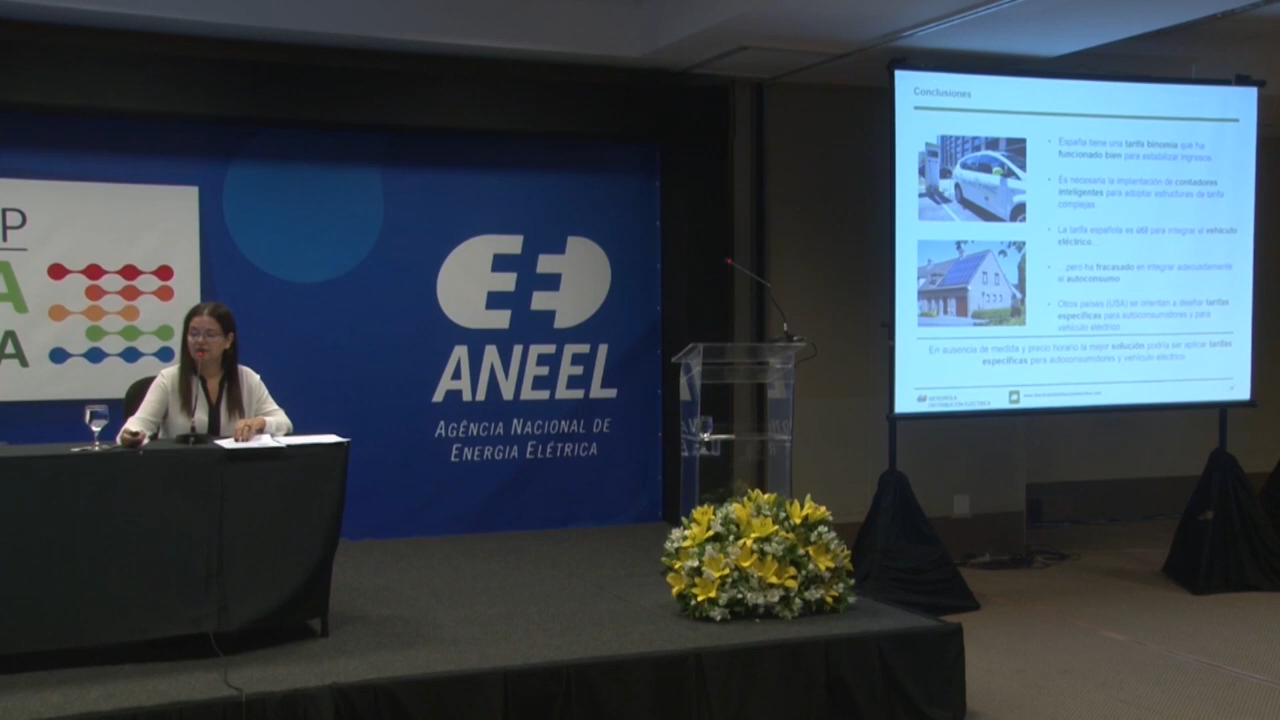 P
A
A
ANEEL
AGÊNCIA NACIONAL DE
ENERGIA ELÉTRICA
Conclusiones
• España tiene una tarifa binomia que ha
funcionado bien para estabilizar ingresos.
• Es necesaria la implantación de contadores
inteligentes para adoptar estructuras de tarifa
complejas.
• La tarifa española es útil para integrar el vehículo
eléctrico…
• …pero ha fracasado en integrar adecuadamente
el autoconsumo
• Otros países (USA) se orientan a diseñar tarifas
específicas para autoconsumidores y para
vehículo eléctrico.
En ausencia de medida y precio horario la mejor solución podría ser aplicar tarifas
específicas para autoconsumidores y vehículo eléctrico
IBERDROLA
DISTRIBUCIÓN ELÉCTRICA